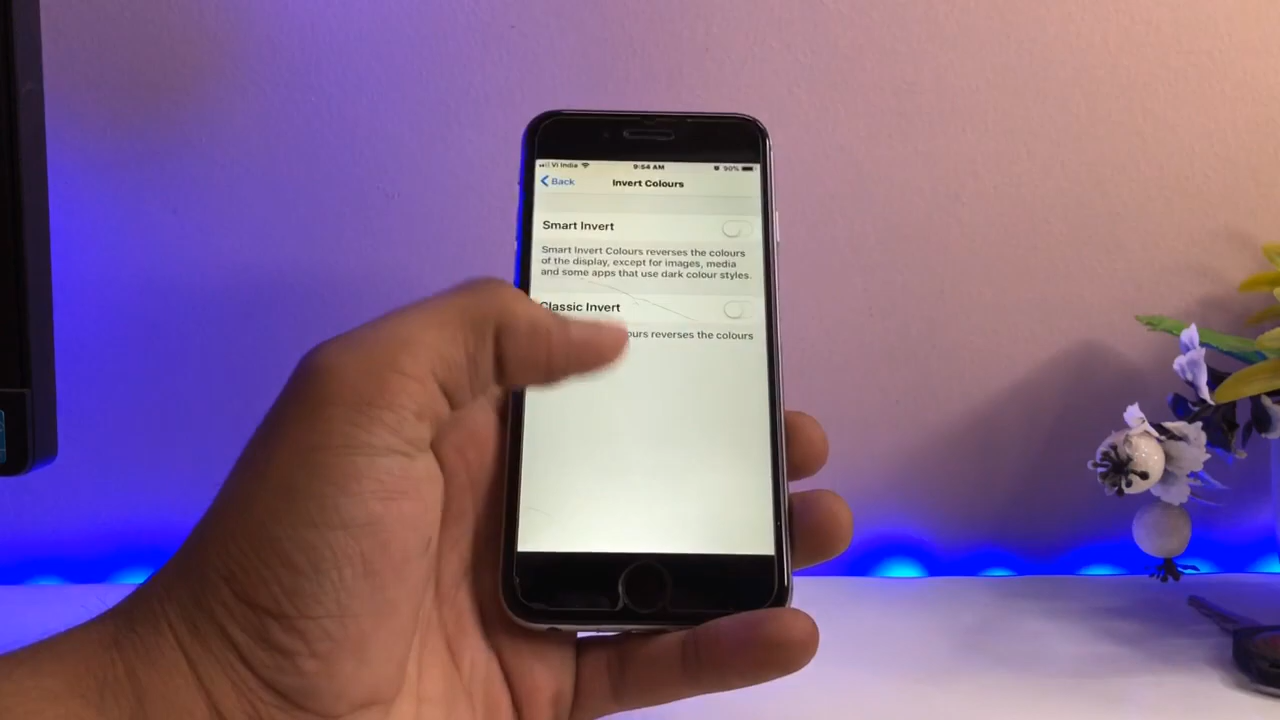 Vi India 9:54 AM 90%
Back Invert Colours
Smart Invert
Smart Invert Colours reverses the colours
of the display, except for images, media
and some apps that use dark colour styles.
Classic Invert
ours reverses the colours